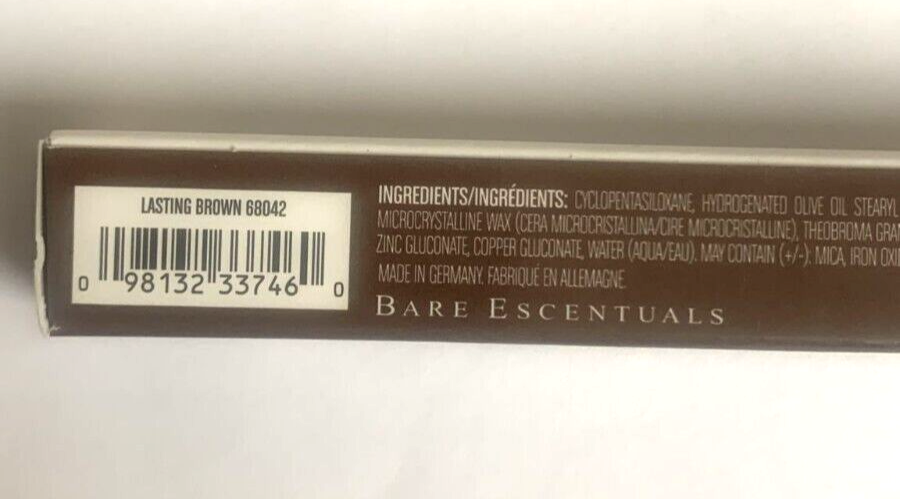 LASTING BROWN 68042
0 98132 33746 0
INGREDIENTS/INGRÉDIENTS: CYCLOPENTASILOXANE, HYDROGENATED OLIVE OIL STEARYL
MICROCRYSTALLINE WAX (CERA MICROCRISTALLINA/CIRE MICROCRISTALLINE), THEOBROMA
ZINC GLUCONATE, COPPER GLUCONATE, WATER (AQUA/EAU). MAY CONTAIN (+/-): MICA, IRON
MADE IN GERMANY. FABRIQUÉ EN ALLEMAGNE.
BARE ESCENTUALS